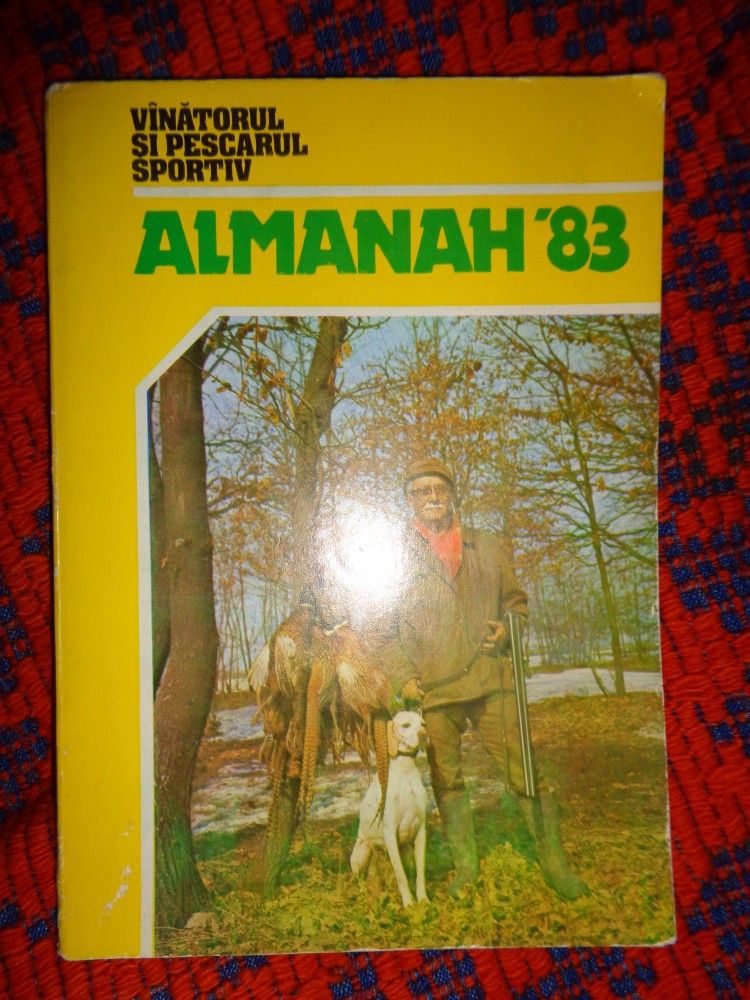 VÎNĂTORUL
ȘI PESCARUL
SPORTIV
ALMANAH '83